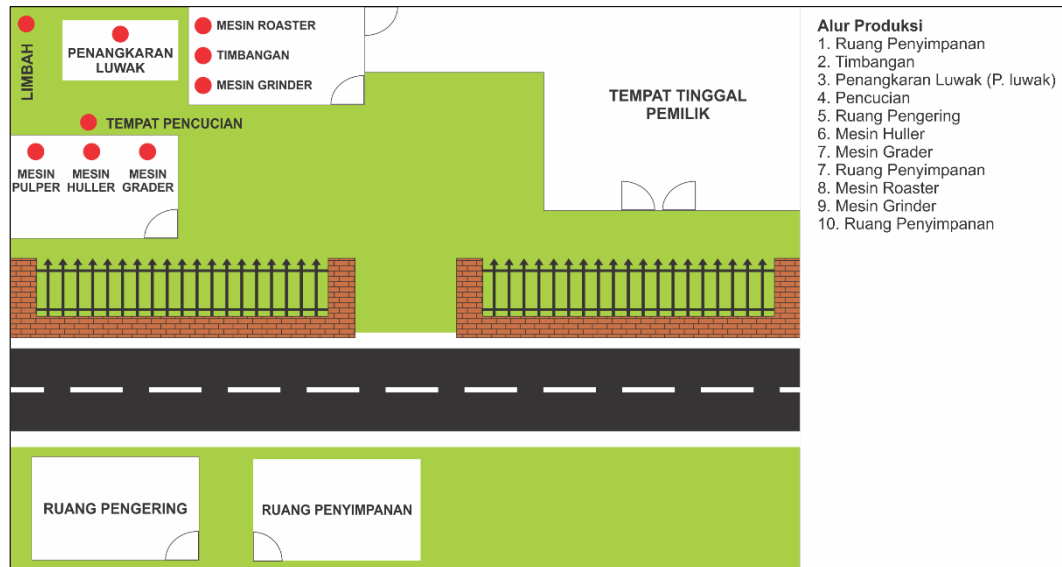 LIMBAH
PENANGKARAN
LUWAK
MESIN ROASTER
TIMBANGAN
MESIN GRINDER
TEMPAT PENCUCIAN
MESIN
PULPER
MESIN
HULLER
MESIN
GRADER
TEMPAT TINGGAL
PEMILIK
RUANG PENGERING
RUANG PENYIMPANAN
Alur Produksi
1. Ruang Penyimpanan
2. Timbangan
3. Penangkaran Luwak (P. luwak)
4. Pencucian
5. Ruang Pengering
6. Mesin Huller
7. Mesin Grader
7. Ruang Penyimpanan
8. Mesin Roaster
9. Mesin Grinder
10. Ruang Penyimpanan